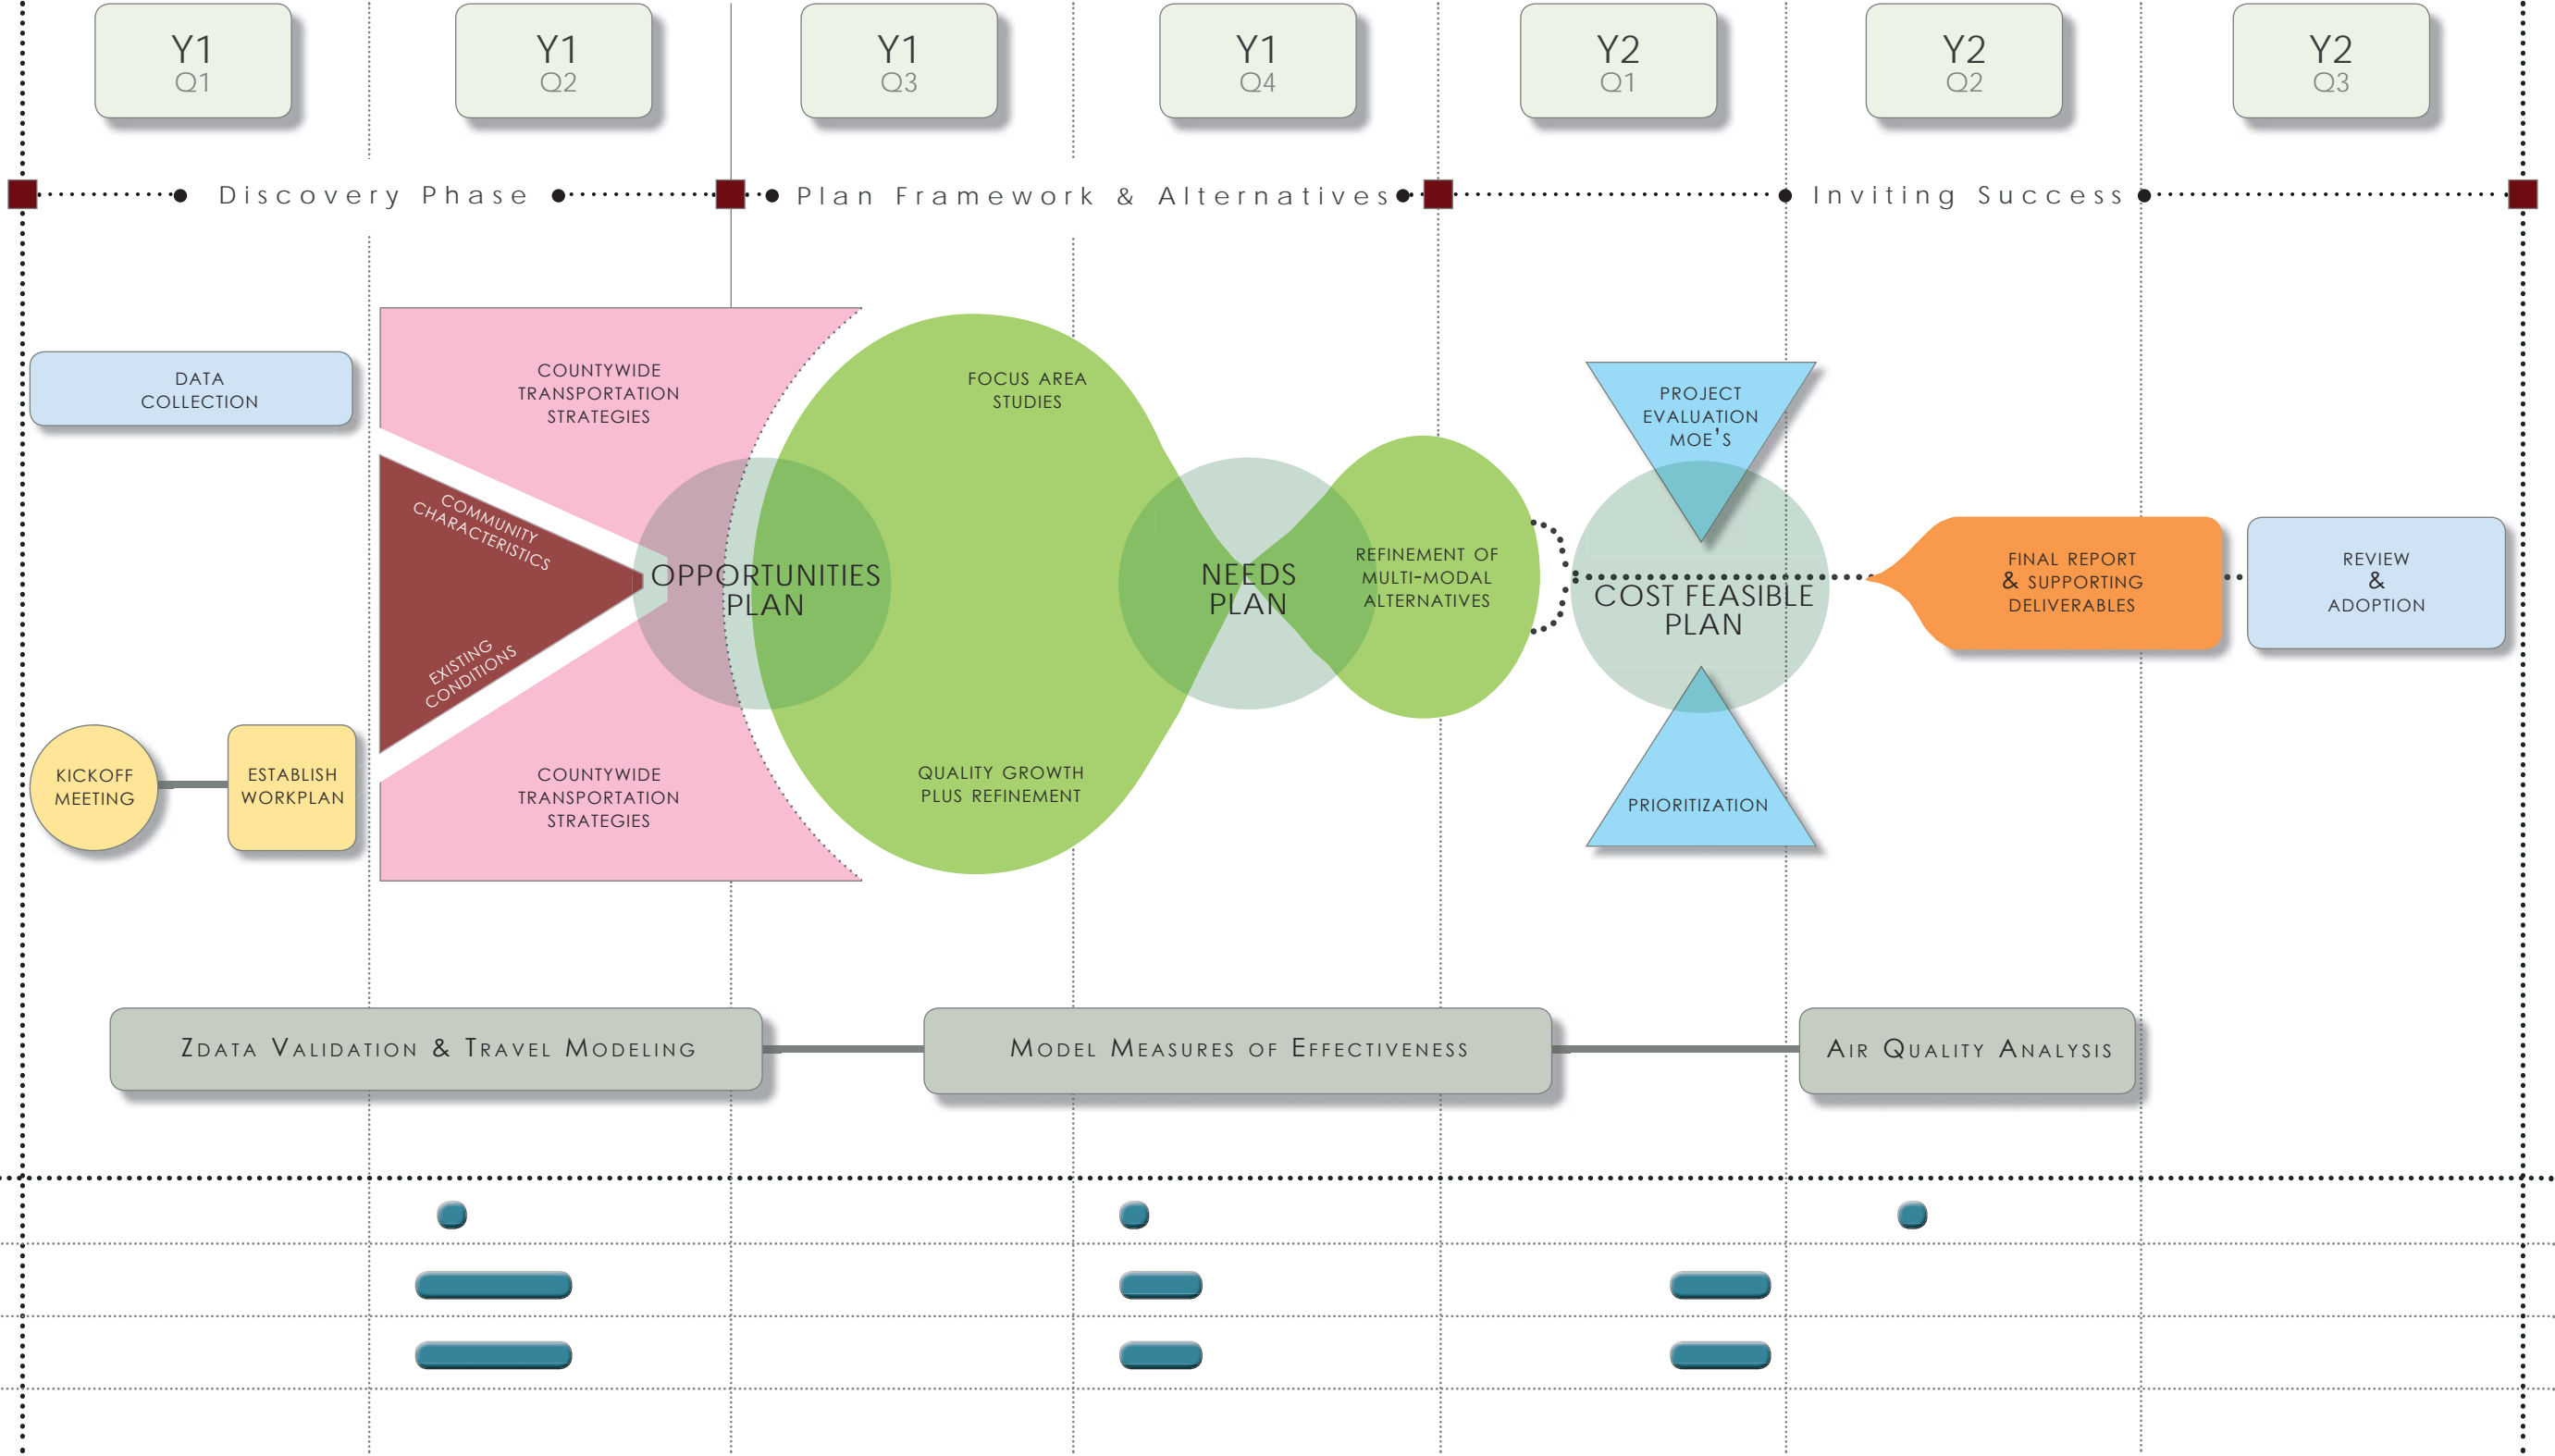 Y1
Q1
Y1
Q2
Y1
Q3
Y1
Q4
Y2
Q1
Y2
Q2
Y2
Q3
Discovery Phase
Plan Framework & Alternatives
Inviting Success
DATA
COLLECTION
KICKOFF
MEETING
ESTABLISH
WORKPLAN
COUNTYWIDE
TRANSPORTATION
STRATEGIES
COMMUNITY
CHARACTERISTICS
EXISTING
CONDITIONS
COUNTYWIDE
TRANSPORTATION
STRATEGIES
OPPORTUNITIES
PLAN
FOCUS AREA
STUDIES
QUALITY GROWTH
PLUS REFINEMENT
NEEDS
PLAN
REFINEMENT OF
MULTI-MODAL
ALTERNATIVES
PROJECT
EVALUATION
MOE'S
COST FEASIBLE
PLAN
PRIORITIZATION
FINAL REPORT
& SUPPORTING
DELIVERABLES
REVIEW
&
ADOPTION
ZDATA VALIDATION & TRAVEL MODELING
MODEL MEASURES OF EFFECTIVENESS
AIR QUALITY ANALYSIS